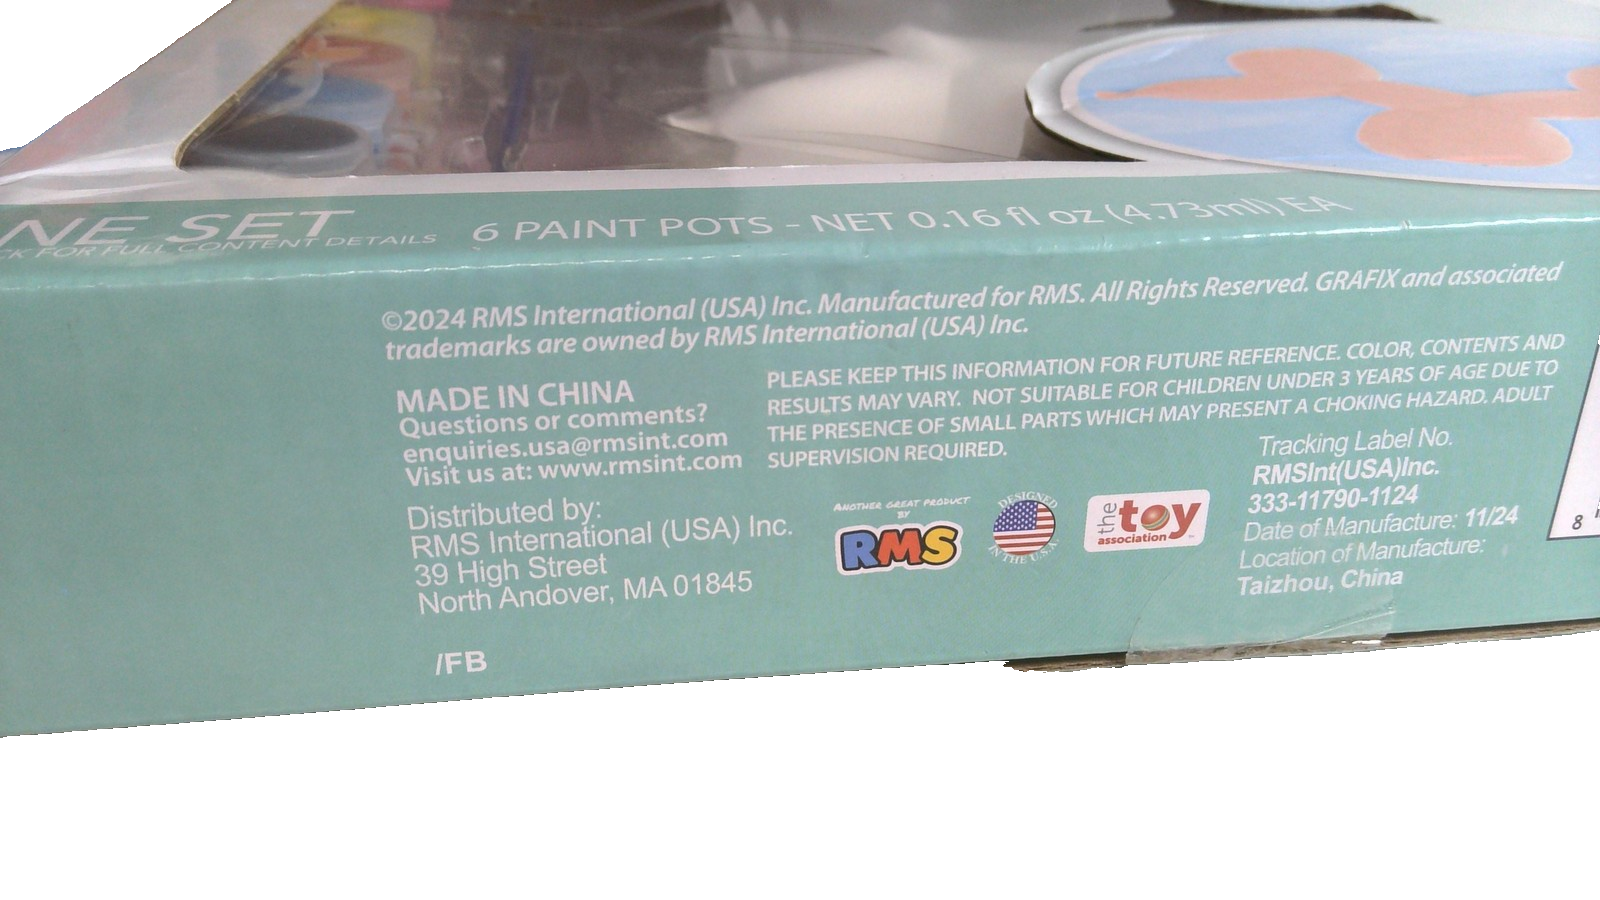 NE SET
CK FOR FULL CONTENT DETAILS
6 PAINT POTS - NET 0.16 fl oz (4.73ml) EA
©2024 RMS International (USA) Inc. Manufactured for RMS. All Rights Reserved. GRAFIX and associated
trademarks are owned by RMS International (USA) Inc.
MADE IN CHINA
Questions or comments?
enquiries.usa@rmsint.com
Visit us at: www.rmsint.com
PLEASE KEEP THIS INFORMATION FOR FUTURE REFERENCE. COLOR, CONTENTS AND
RESULTS MAY VARY. NOT SUITABLE FOR CHILDREN UNDER 3 YEARS OF AGE DUE TO
THE PRESENCE OF SMALL PARTS WHICH MAY PRESENT A CHOKING HAZARD. ADULT
SUPERVISION REQUIRED.
Distributed by:
RMS International (USA) Inc.
39 High Street
North Andover, MA 01845
/FB
ANOTHER GREAT PRODUCT
BY
RMS
DESIGNED
IN THE U.S.A.
the toy
association
Tracking Label No.
RMSInt(USA)Inc.
333-11790-1124
Date of Manufacture: 11/24
Location of Manufacture:
Taizhou, China
8